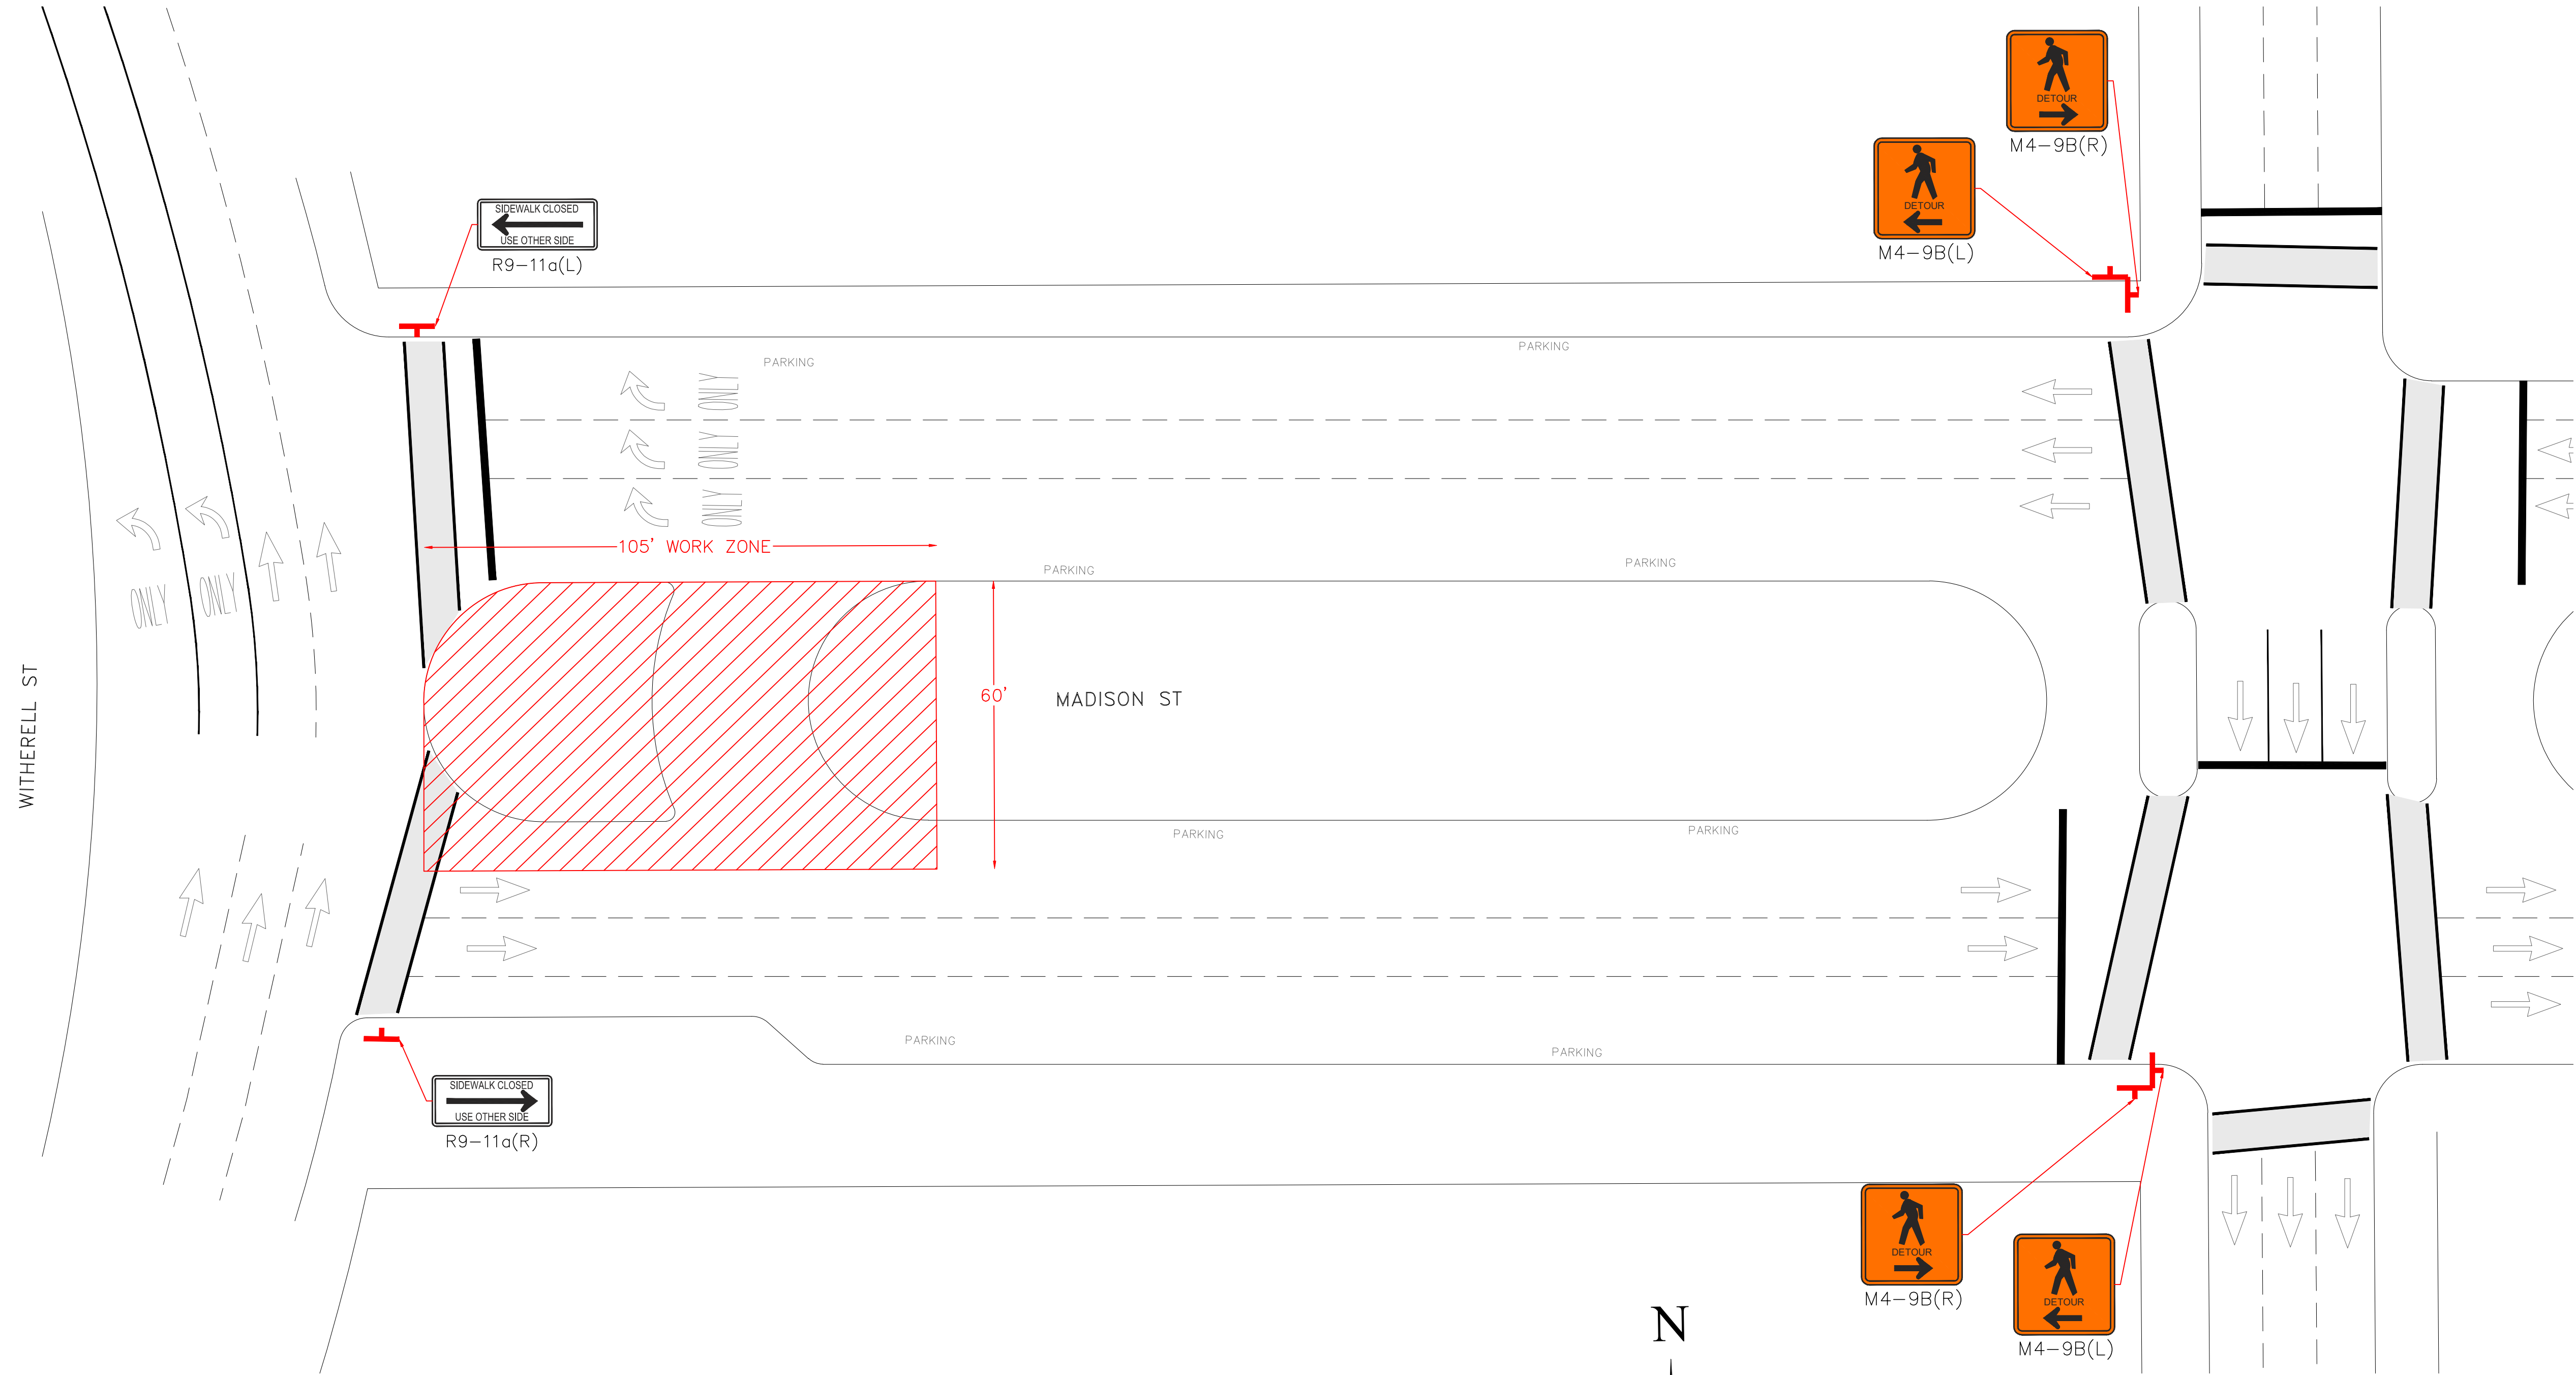 DETOUR
M4-9B(R)
DETOUR
M4-9B(L)
SIDEWALK CLOSED
USE OTHER SIDE
R9-11a(L)
PARKING
PARKING
ONLY
ONLY
ONLY
105' WORK ZONE
PARKING
PARKING
ONLY
ONLY
WITHERELL ST
60'
MADISON ST
PARKING
PARKING
PARKING
PARKING
SIDEWALK CLOSED
USE OTHER SIDE
R9-11a(R)
DETOUR
M4-9B(R)
DETOUR
M4-9B(L)
N